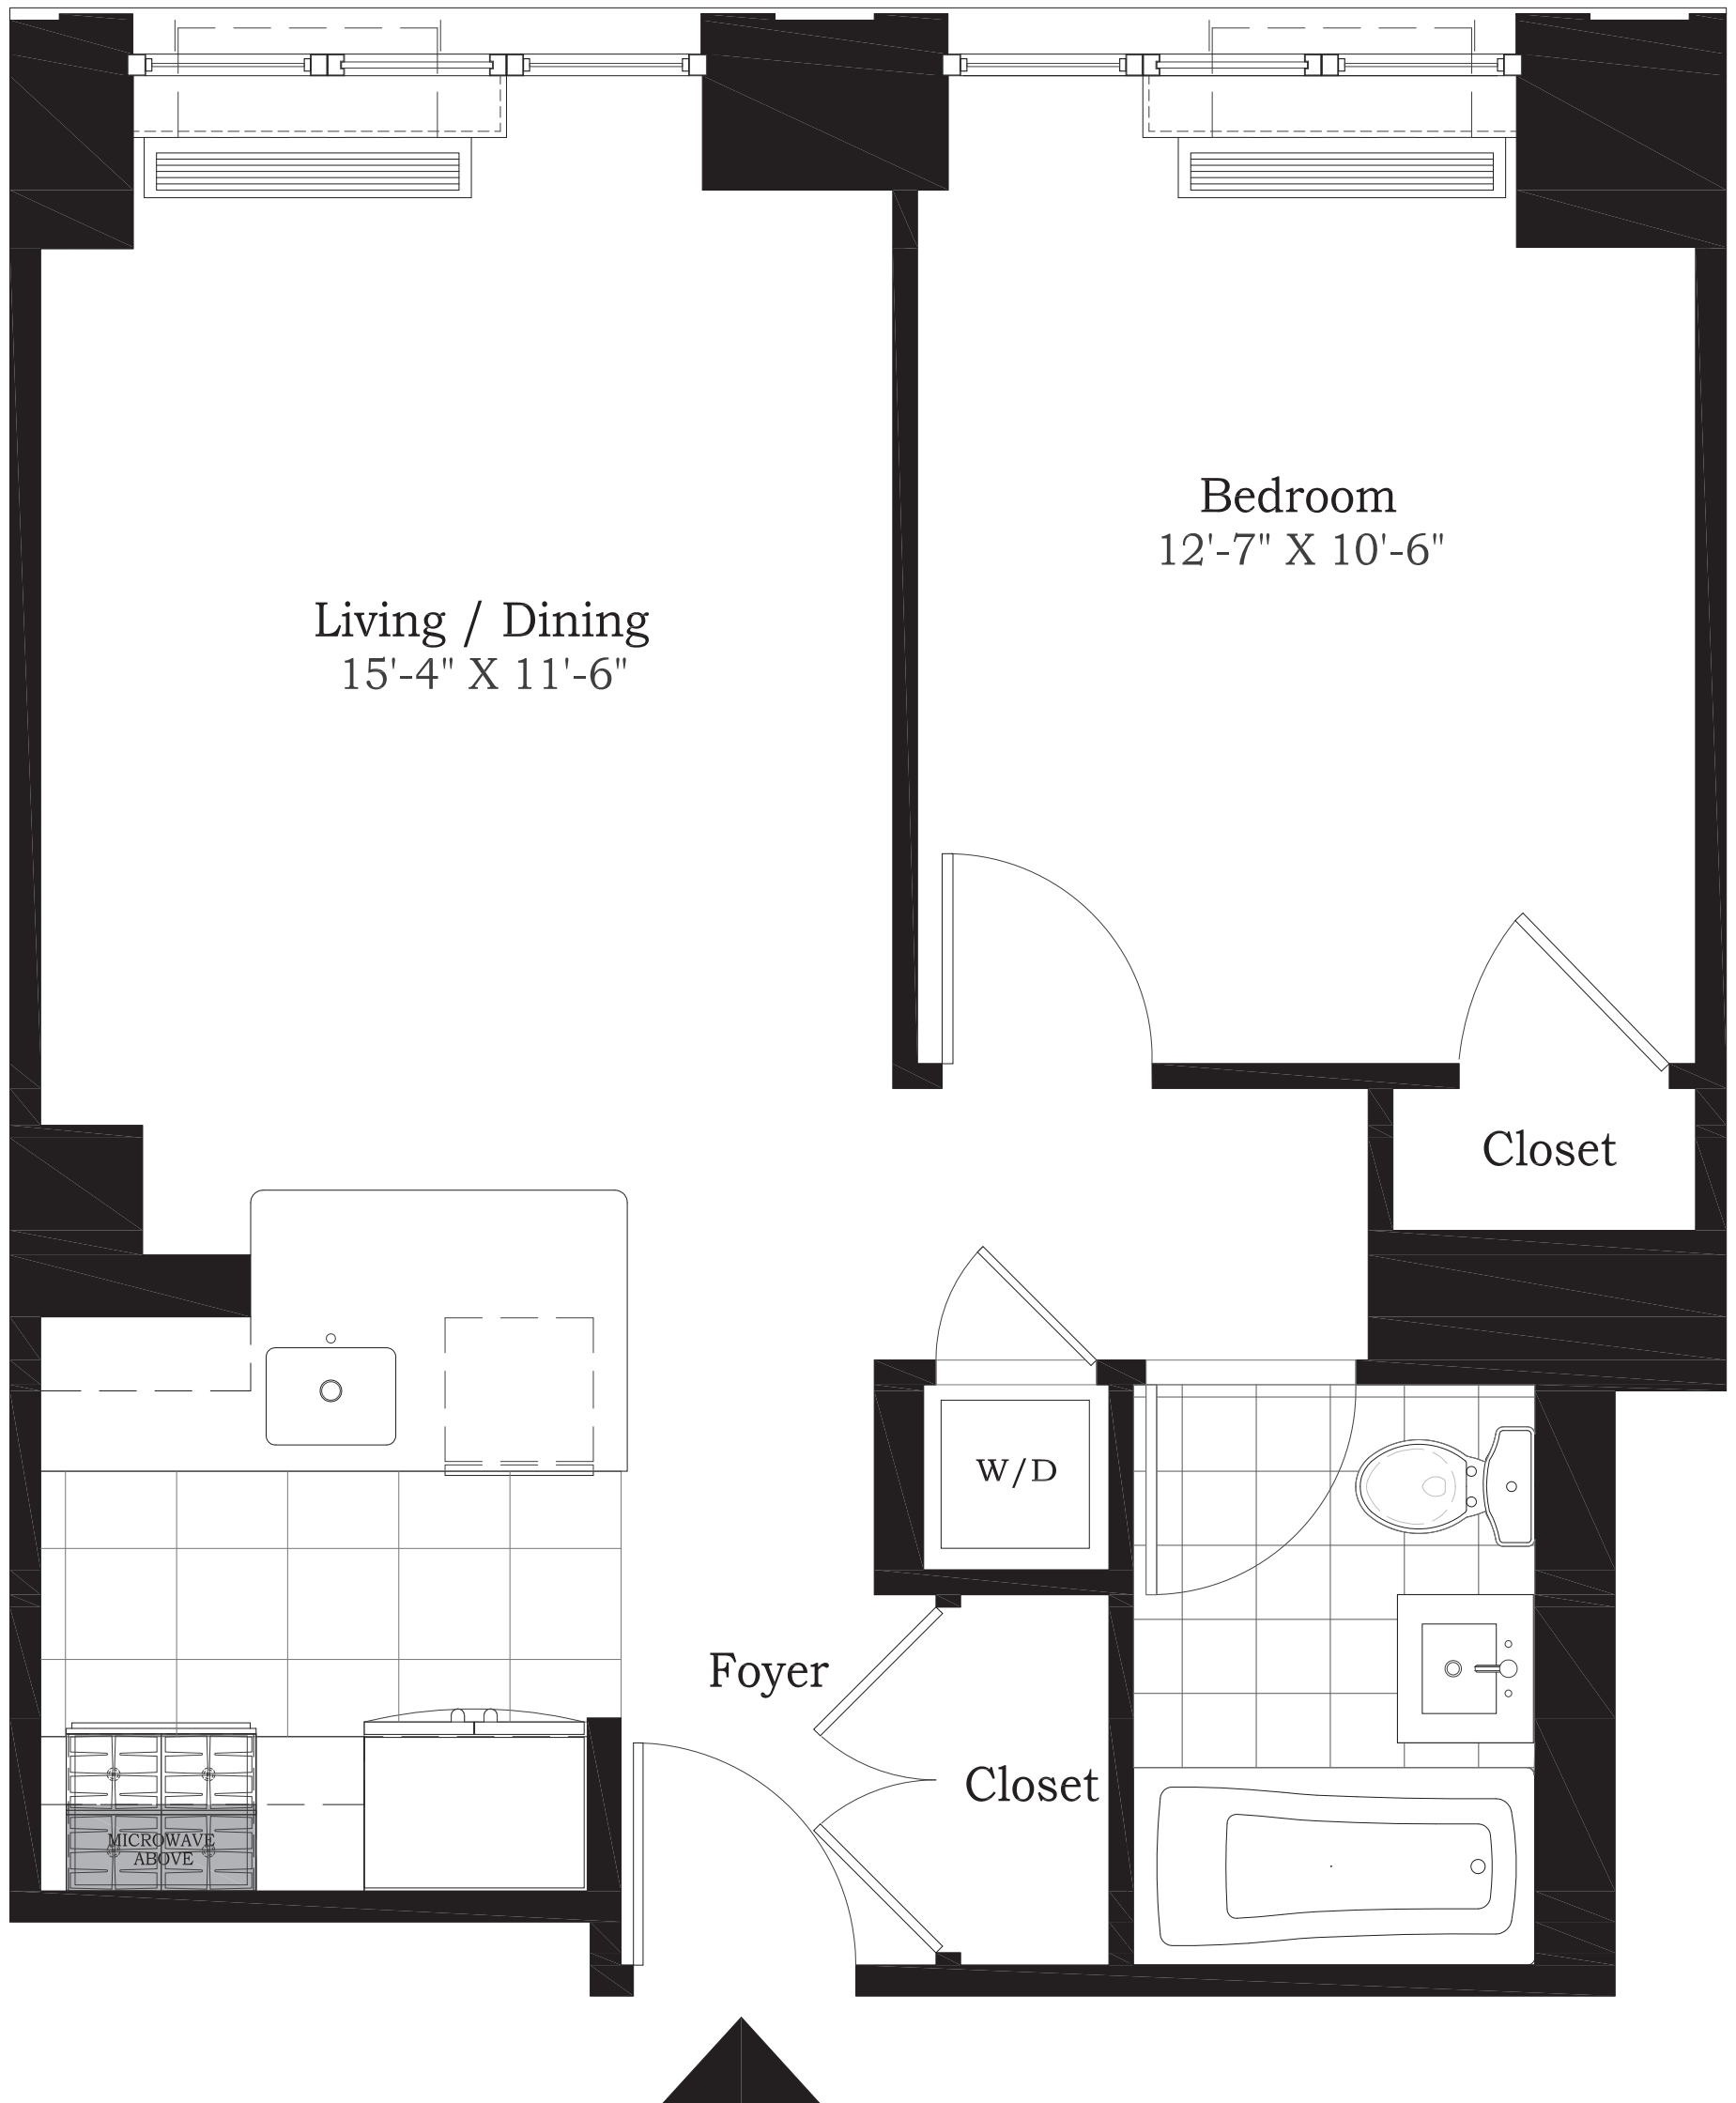 Bedroom
12'-7" X 10'-6"
Living / Dining
15'-4" X 11'-6"
Closet
W/D
Foyer
Closet
MICROWAVE
ABOVE